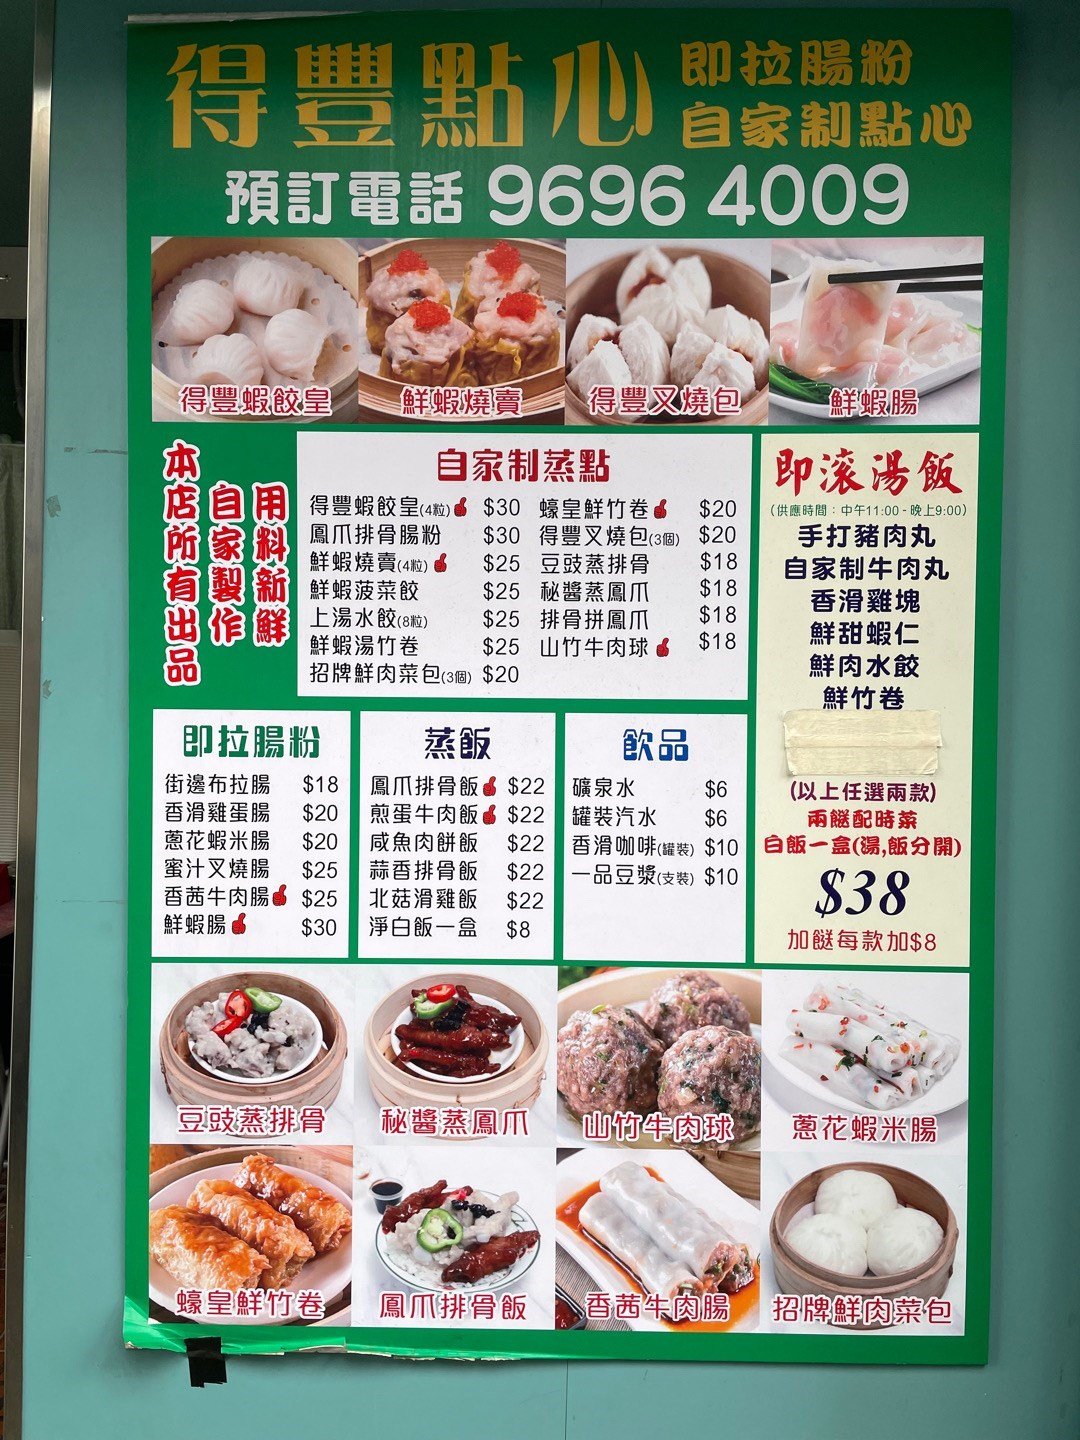 得豐點心
即拉腸粉
自家制點心
預訂電話 9696 4009
得豐蝦餃皇
鮮蝦燒賣
得豐叉燒包
鮮蝦腸
本店所有出品
自家製作
用料新鮮
自家制蒸點
得豐蝦餃皇(4粒) $30
鳳爪排骨腸粉 $30
鮮蝦燒賣(4粒) $25
鮮蝦菠菜餃 $25
上湯水餃(8粒) $25
鮮蝦湯竹卷 $25
招牌鮮肉菜包(3個) $20
蠔皇鮮竹卷 $20
得豐叉燒包(3個) $20
豆豉蒸排骨 $18
秘醬蒸鳳爪 $18
排骨拼鳳爪 $18
山竹牛肉球 $18
即滾湯飯
(供應時間：中午11:00 - 晚上9:00)
手打豬肉丸
自家制牛肉丸
香滑雞塊
鮮甜蝦仁
鮮肉水餃
鮮竹卷
(以上任選兩款)
兩餸配時菜
白飯一盒(湯,飯分開)
$38
加餸每款加$8
即拉腸粉
街邊布拉腸 $18
香滑雞蛋腸 $20
蔥花蝦米腸 $20
蜜汁叉燒腸 $25
香茜牛肉腸 $25
鮮蝦腸 $30
蒸飯
鳳爪排骨飯 $22
煎蛋牛肉飯 $22
咸魚肉餅飯 $22
蒜香排骨飯 $22
北菇滑雞飯 $22
淨白飯一盒 $8
飲品
礦泉水 $6
罐裝汽水 $6
香滑咖啡(罐裝) $10
一品豆漿(支裝) $10
豆豉蒸排骨
秘醬蒸鳳爪
山竹牛肉球
蔥花蝦米腸
蠔皇鮮竹卷
鳳爪排骨飯
香茜牛肉腸
招牌鮮肉菜包